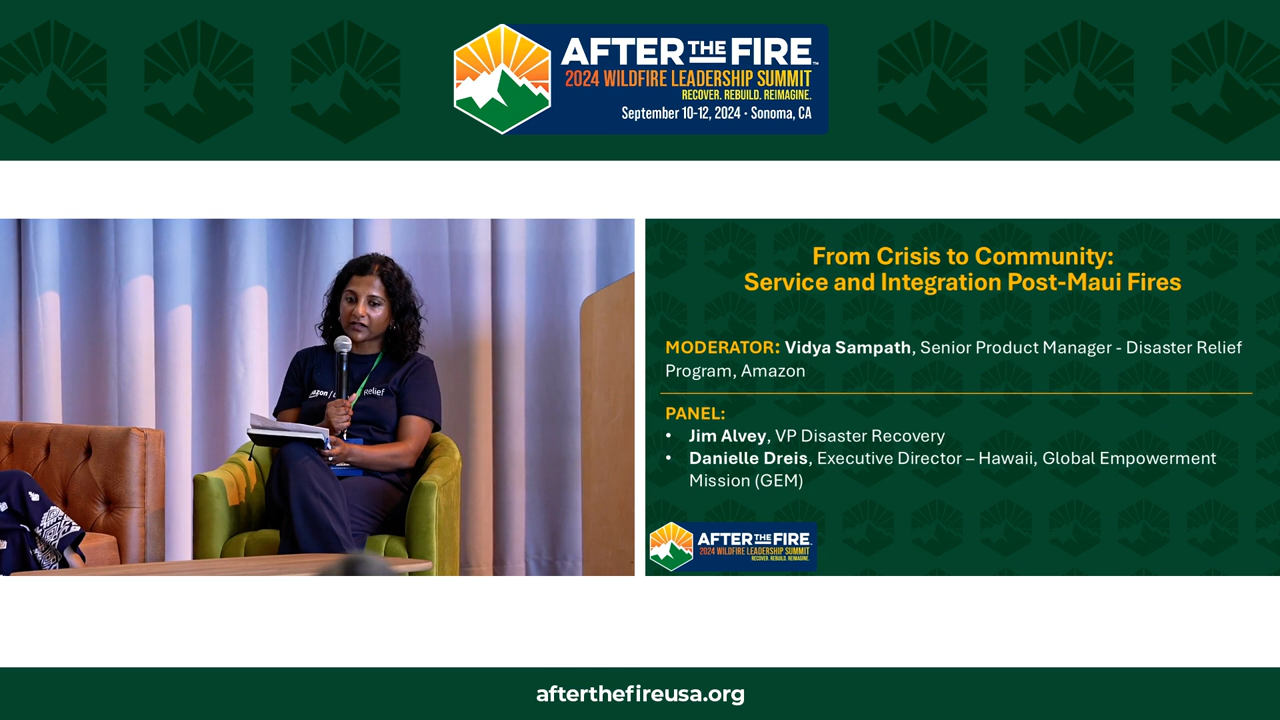 AFTER THE FIRE™
2024 WILDFIRE LEADERSHIP SUMMIT
RECOVER. REBUILD. REIMAGINE.
September 10-12, 2024 · Sonoma, CA
Relief
From Crisis to Community:
Service and Integration Post-Maui Fires
MODERATOR: Vidya Sampath, Senior Product Manager - Disaster Relief
Program, Amazon
PANEL:
• Jim Alvey, VP Disaster Recovery
• Danielle Dreis, Executive Director – Hawaii, Global Empowerment
Mission (GEM)
AFTER THE FIRE
2024 WILDFIRE LEADERSHIP SUMMIT
RECOVER. REBUILD. REIMAGINE.
afterthefireusa.org